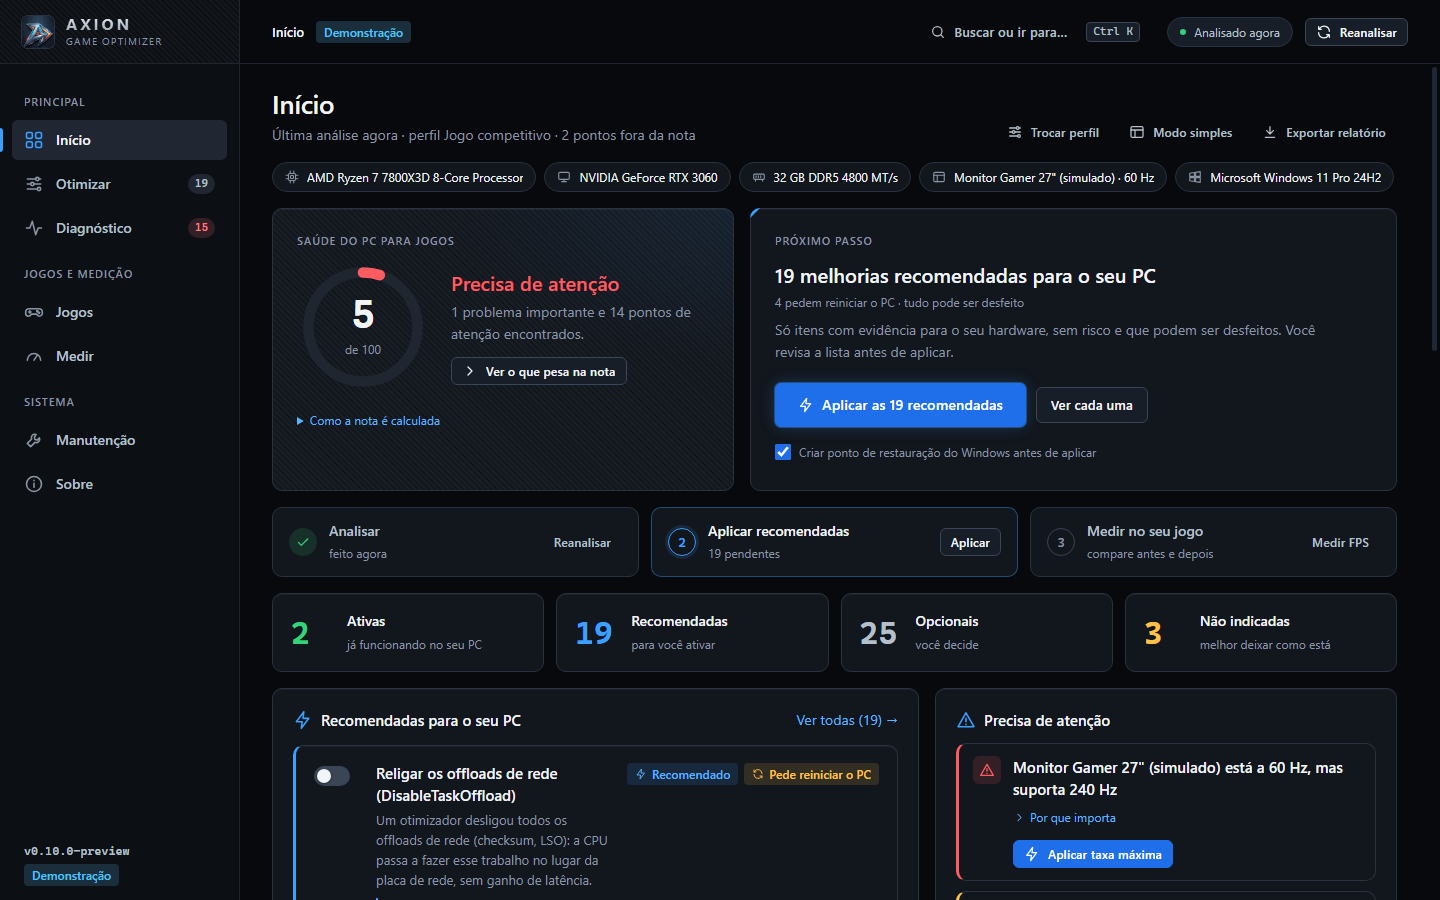 AXION
GAME OPTIMIZER
Início
Demonstração
Buscar ou ir para...
Ctrl K
Analisado agora
Reanalisar
PRINCIPAL
Início
Otimizar
19
Diagnóstico
15
JOGOS E MEDIÇÃO
Jogos
Medir
SISTEMA
Manutenção
Sobre
v0.10.0-preview
Demonstração
Início
Última análise agora · perfil Jogo competitivo · 2 pontos fora da nota
Trocar perfil
Modo simples
Exportar relatório
AMD Ryzen 7 7800X3D 8-Core Processor
NVIDIA GeForce RTX 3060
32 GB DDR5 4800 MT/s
Monitor Gamer 27" (simulado) · 60 Hz
Microsoft Windows 11 Pro 24H2
SAÚDE DO PC PARA JOGOS
5
de 100
Precisa de atenção
1 problema importante e 14 pontos de
atenção encontrados.
Ver o que pesa na nota
Como a nota é calculada
PRÓXIMO PASSO
19 melhorias recomendadas para o seu PC
4 pedem reiniciar o PC · tudo pode ser desfeito
Só itens com evidência para o seu hardware, sem risco e que podem ser desfeitos. Você
revisa a lista antes de aplicar.
Aplicar as 19 recomendadas
Ver cada uma
Criar ponto de restauração do Windows antes de aplicar
Analisar
feito agora
Reanalisar
2
Aplicar recomendadas
19 pendentes
Aplicar
3
Medir no seu jogo
compare antes e depois
Medir FPS
2
Ativas
já funcionando no seu PC
19
Recomendadas
para você ativar
25
Opcionais
você decide
3
Não indicadas
melhor deixar como está
Recomendadas para o seu PC
Ver todas (19) →
Religar os offloads de rede
(DisableTaskOffload)
Recomendado
Pede reiniciar o PC
Um otimizador desligou todos os
offloads de rede (checksum, LSO): a CPU
passa a fazer esse trabalho no lugar da
placa de rede, sem ganho de latência.
Precisa de atenção
Monitor Gamer 27" (simulado) está a 60 Hz, mas
suporta 240 Hz
Por que importa
Aplicar taxa máxima